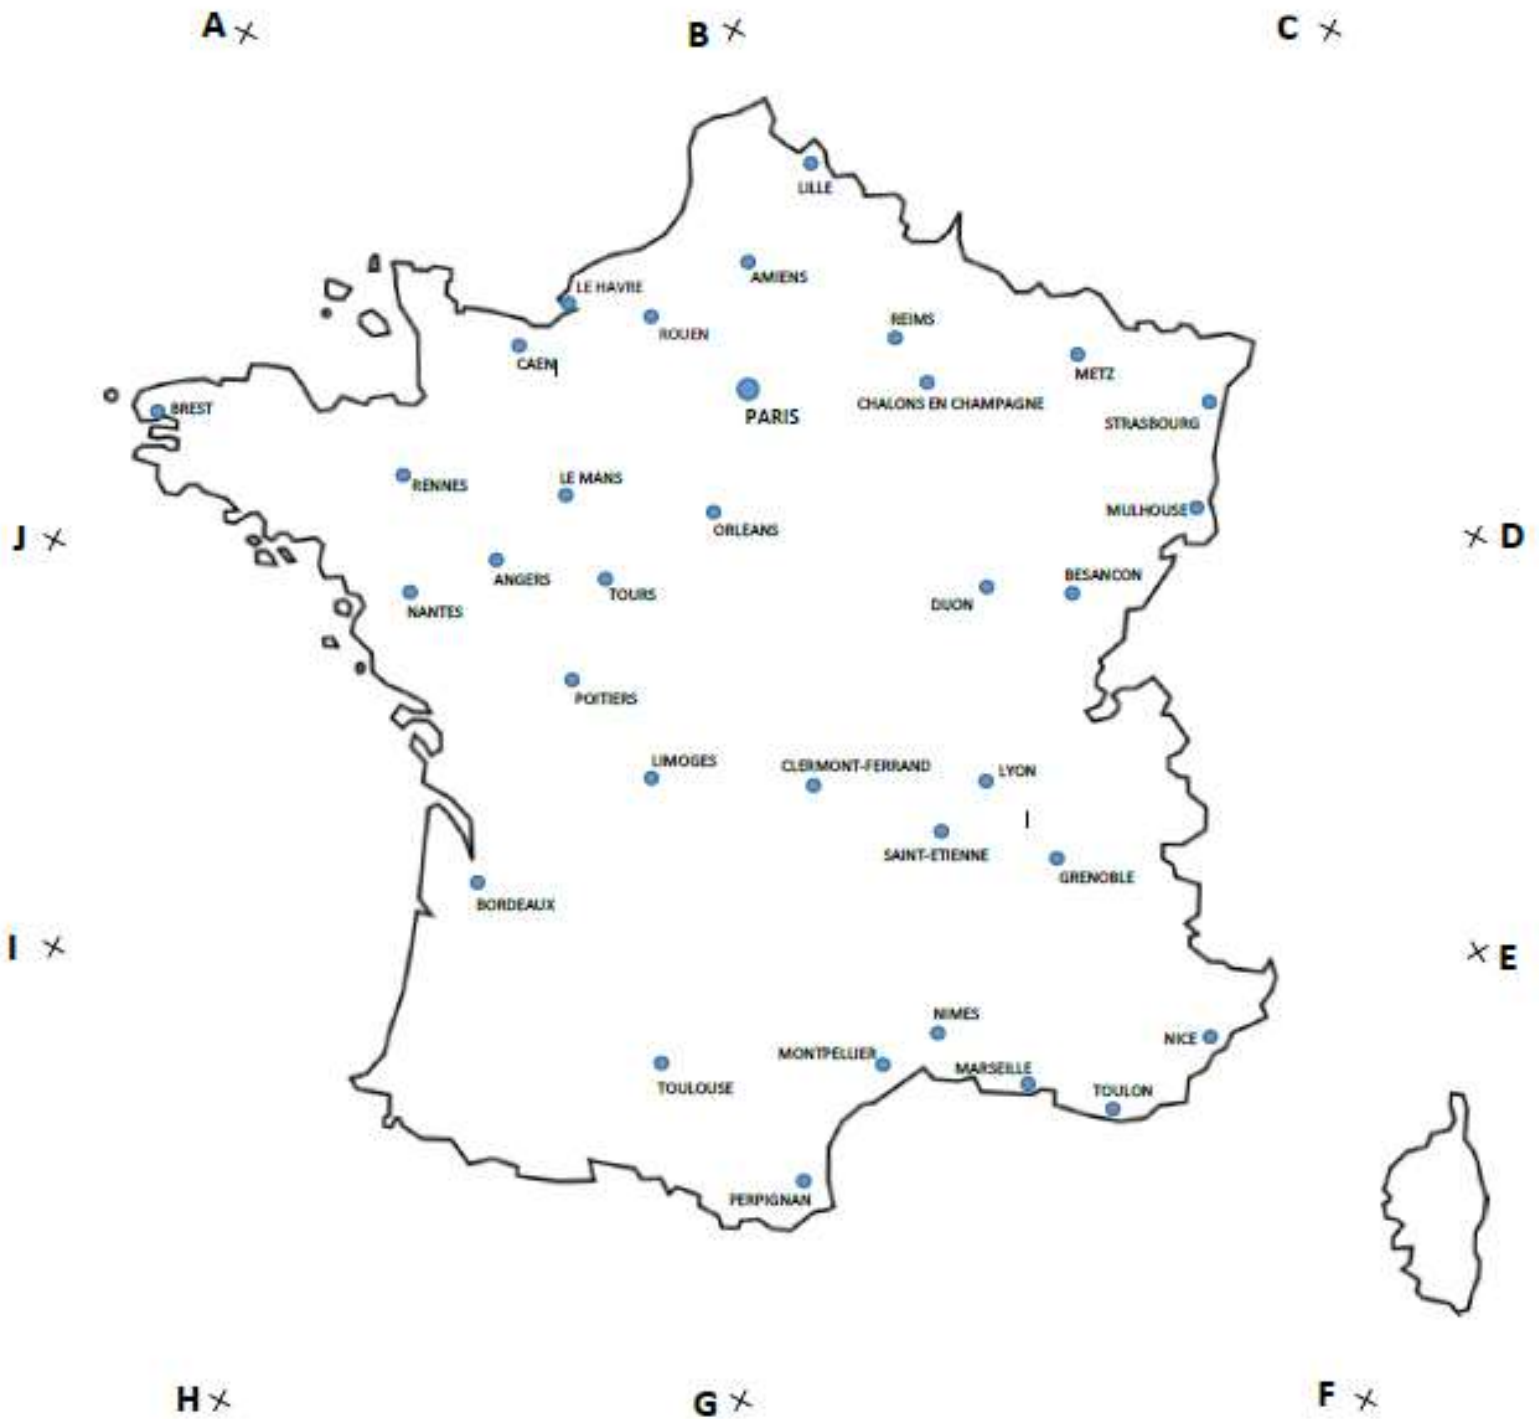 A
B
C
LILLE
AMIENS
LE HAVRE
ROUEN
REIMS
CAEN
METZ
CHALONS EN CHAMPAGNE
PARIS
BREST
STRASBOURG
RENNES
LE MANS
MULHOUSE
ORLEANS
J
D
ANGERS
TOURS
BESANCON
DIJON
NANTES
POITIERS
LIMOGES
CLERMONT-FERRAND
LYON
SAINT-ETIENNE
GRENOBLE
BORDEAUX
I
E
NIMES
NICE
MONTPELLIER
MARSEILLE
TOULOUSE
TOULON
PERPIGNAN
H
G
F